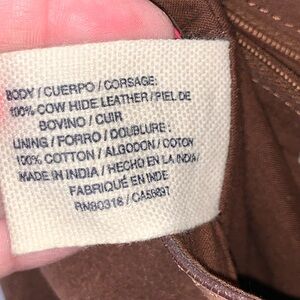 BODY / CUERPO / CORSAGE:
100% COW HIDE LEATHER / PIEL DE
BOVINO / CUIR
LINING / FORRO / DOUBLURE :
100% COTTON / ALGODON / COTON
MADE IN INDIA / HECHO EN LA INDIA/
FABRIQUÉ EN INDE
RN80318 /